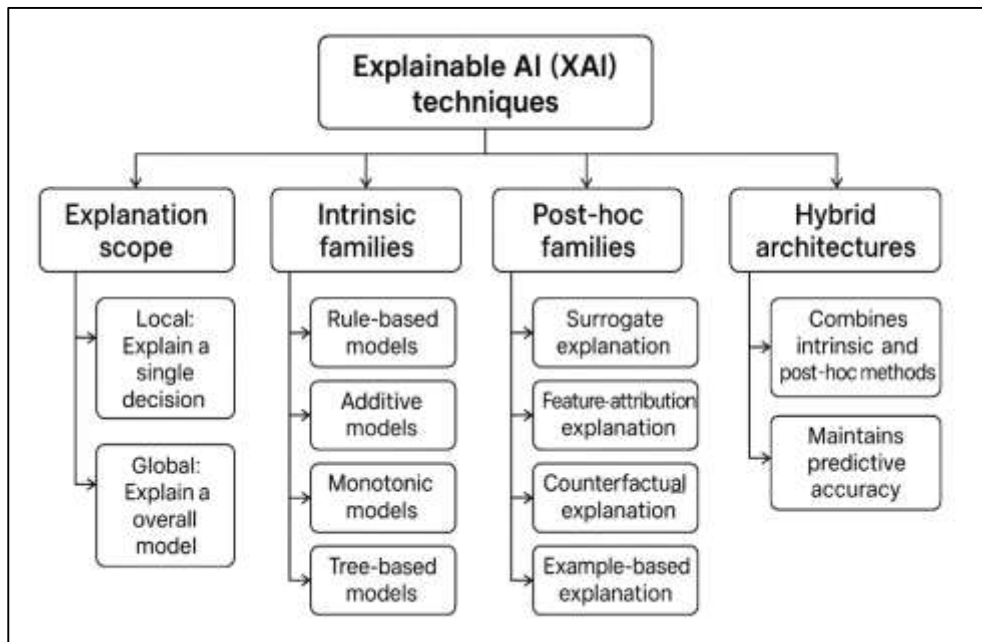 Explainable AI (XAI)
techniques
Explanation
scope
Local:
Explain a
single
decision
Global:
Explain a
overall
model
Intrinsic
families
Rule-based
models
Additive
models
Monotonic
models
Tree-based
models
Post-hoc
families
Surrogate
explanation
Feature-attribution
explanation
Counterfactual
explanation
Example-based
explanation
Hybrid
architectures
Combines
intrinsic and
post-hoc methods
Maintains
predictive
accuracy